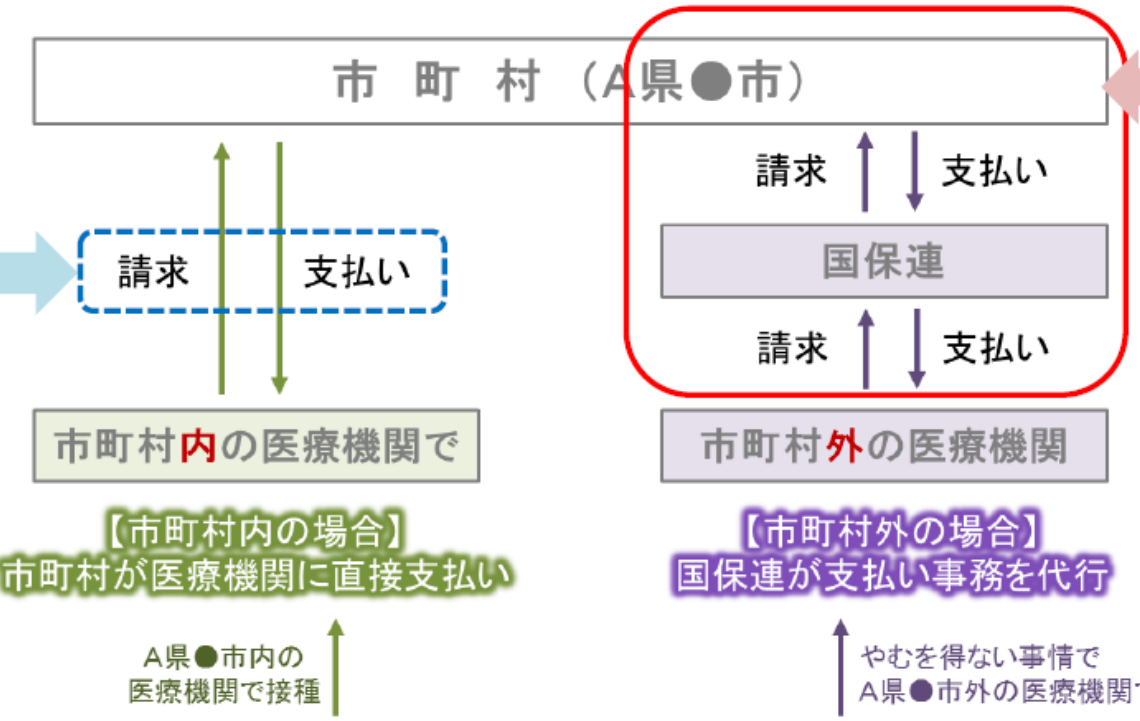 市 町 村 （A県●市）
請求
支払い
請求
支払い
国保連
請求
支払い
市町村内の医療機関で
市町村外の医療機関
【市町村内の場合】
市町村が医療機関に直接支払い
【市町村外の場合】
国保連が支払い事務を代行
A県●市内の
医療機関で接種
やむを得ない事情で
A県●市外の医療機関で